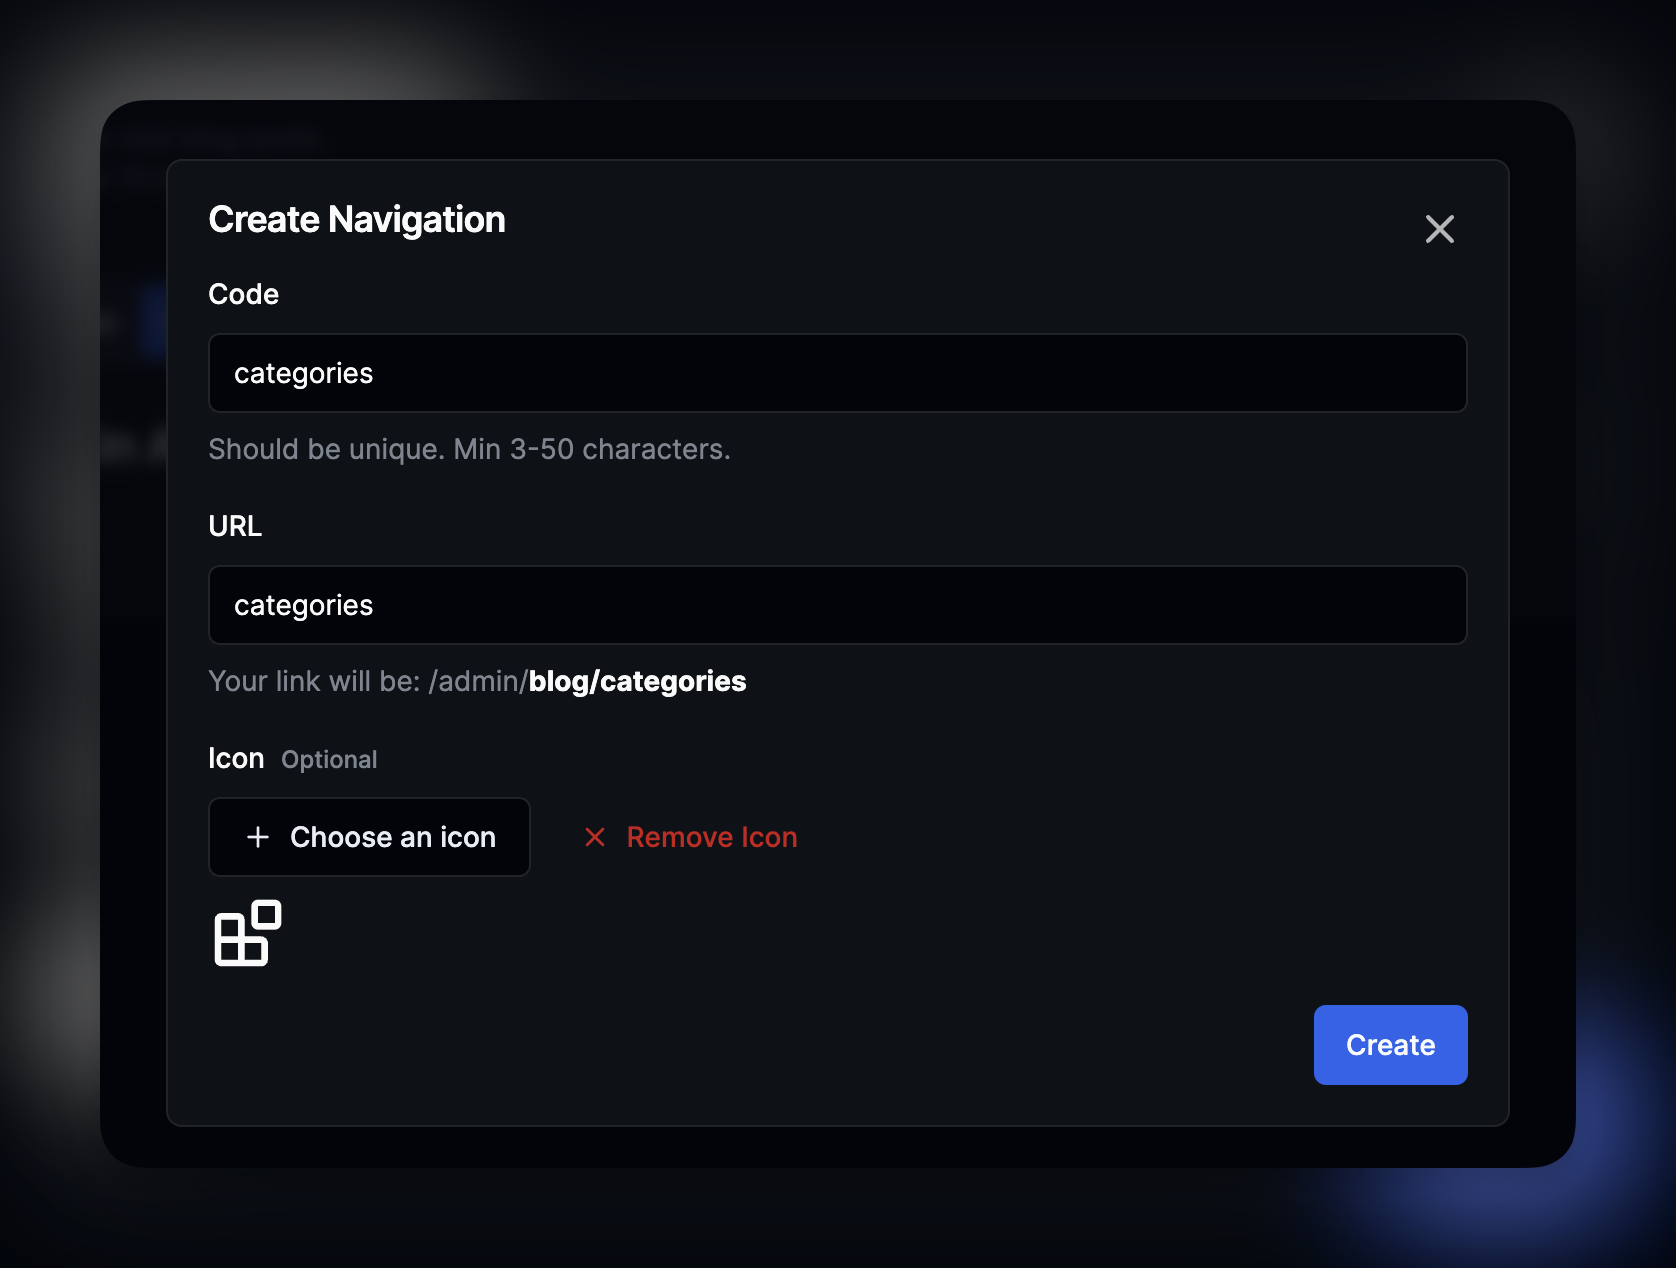 Create Navigation
Code
categories
Should be unique. Min 3-50 characters.
URL
categories
Your link will be: /admin/blog/categories
Icon Optional
Choose an icon
Remove Icon
Create